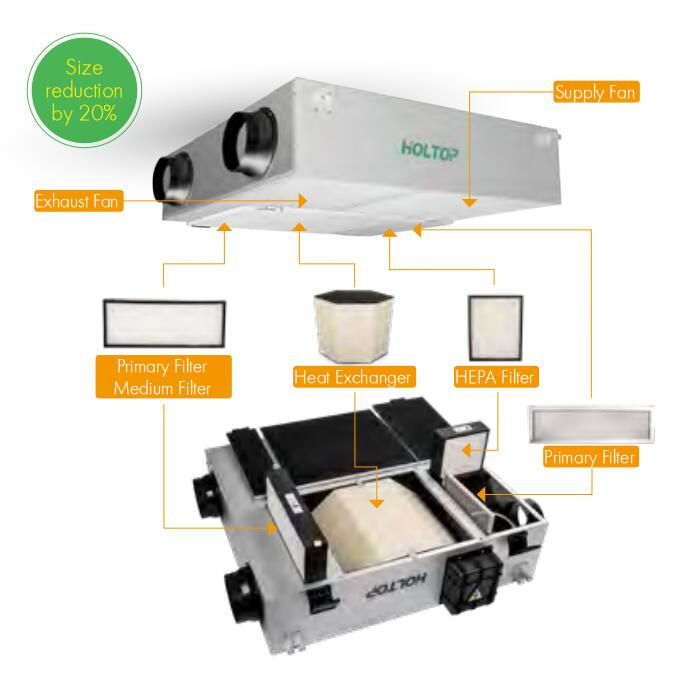 Size
reduction
by 20%
Supply Fan
HOLTOP
Exhaust Fan
Primary Filter
Medium Filter
Heat Exchanger
HEPA Filter
Primary Filter
HOLTOP